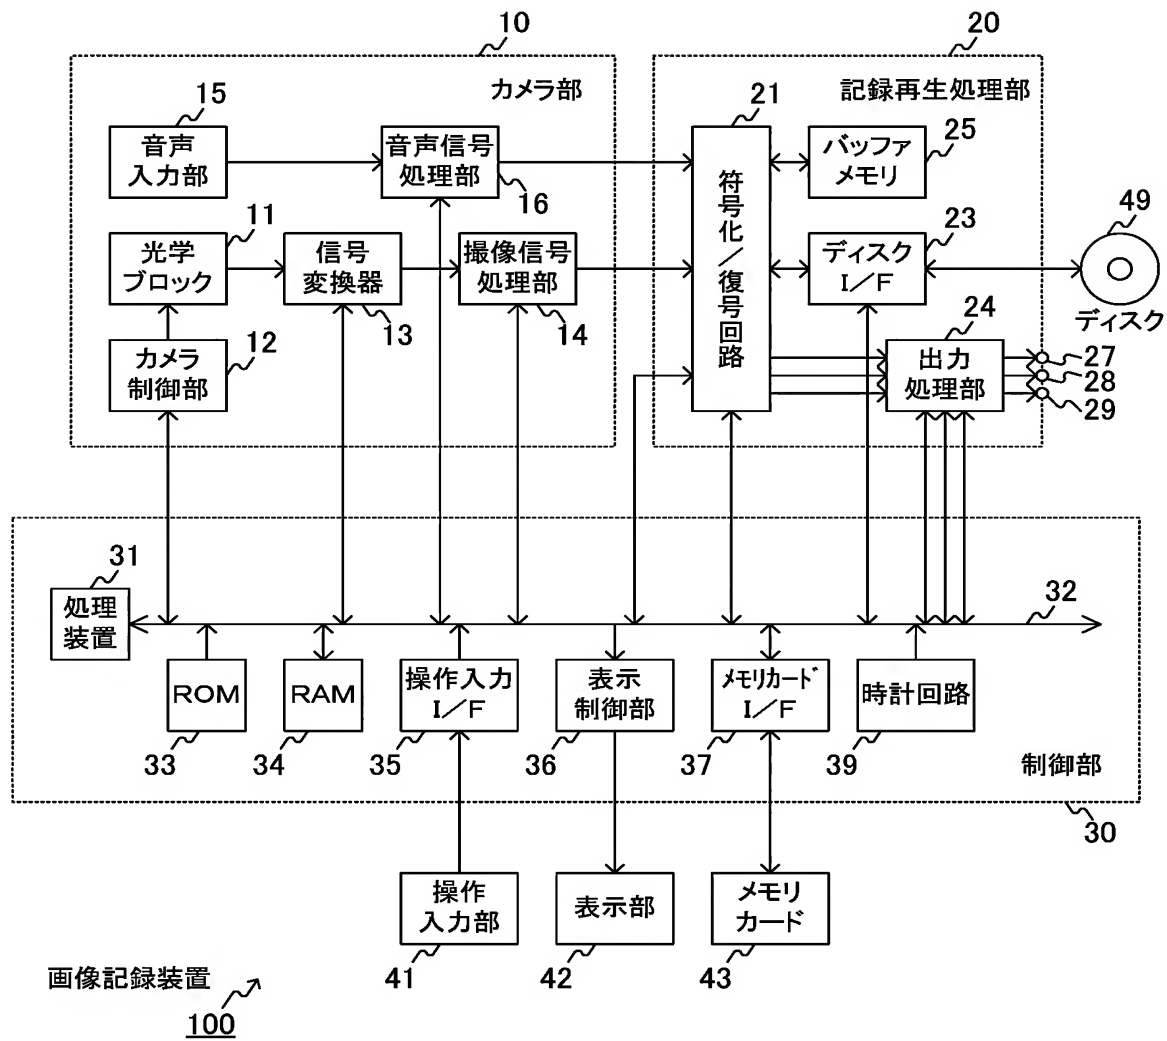 10
20
カメラ部
記録再生処理部
15
21
25
音声
入力部
音声信号
処理部
16
符号化／復号回路
バッファ
メモリ
49
11
光学
ブロック
信号
変換器
13
撮像信号
処理部
14
23
ディスク
I／F
ディスク
12
カメラ
制御部
24
出力
処理部
27
28
29
31
処理
装置
32
ROM
33
RAM
34
操作入力
I／F
35
表示
制御部
36
メモリカード
I／F
37
時計回路
39
制御部
30
操作
入力部
41
表示部
42
メモリ
カード
43
画像記録装置
100